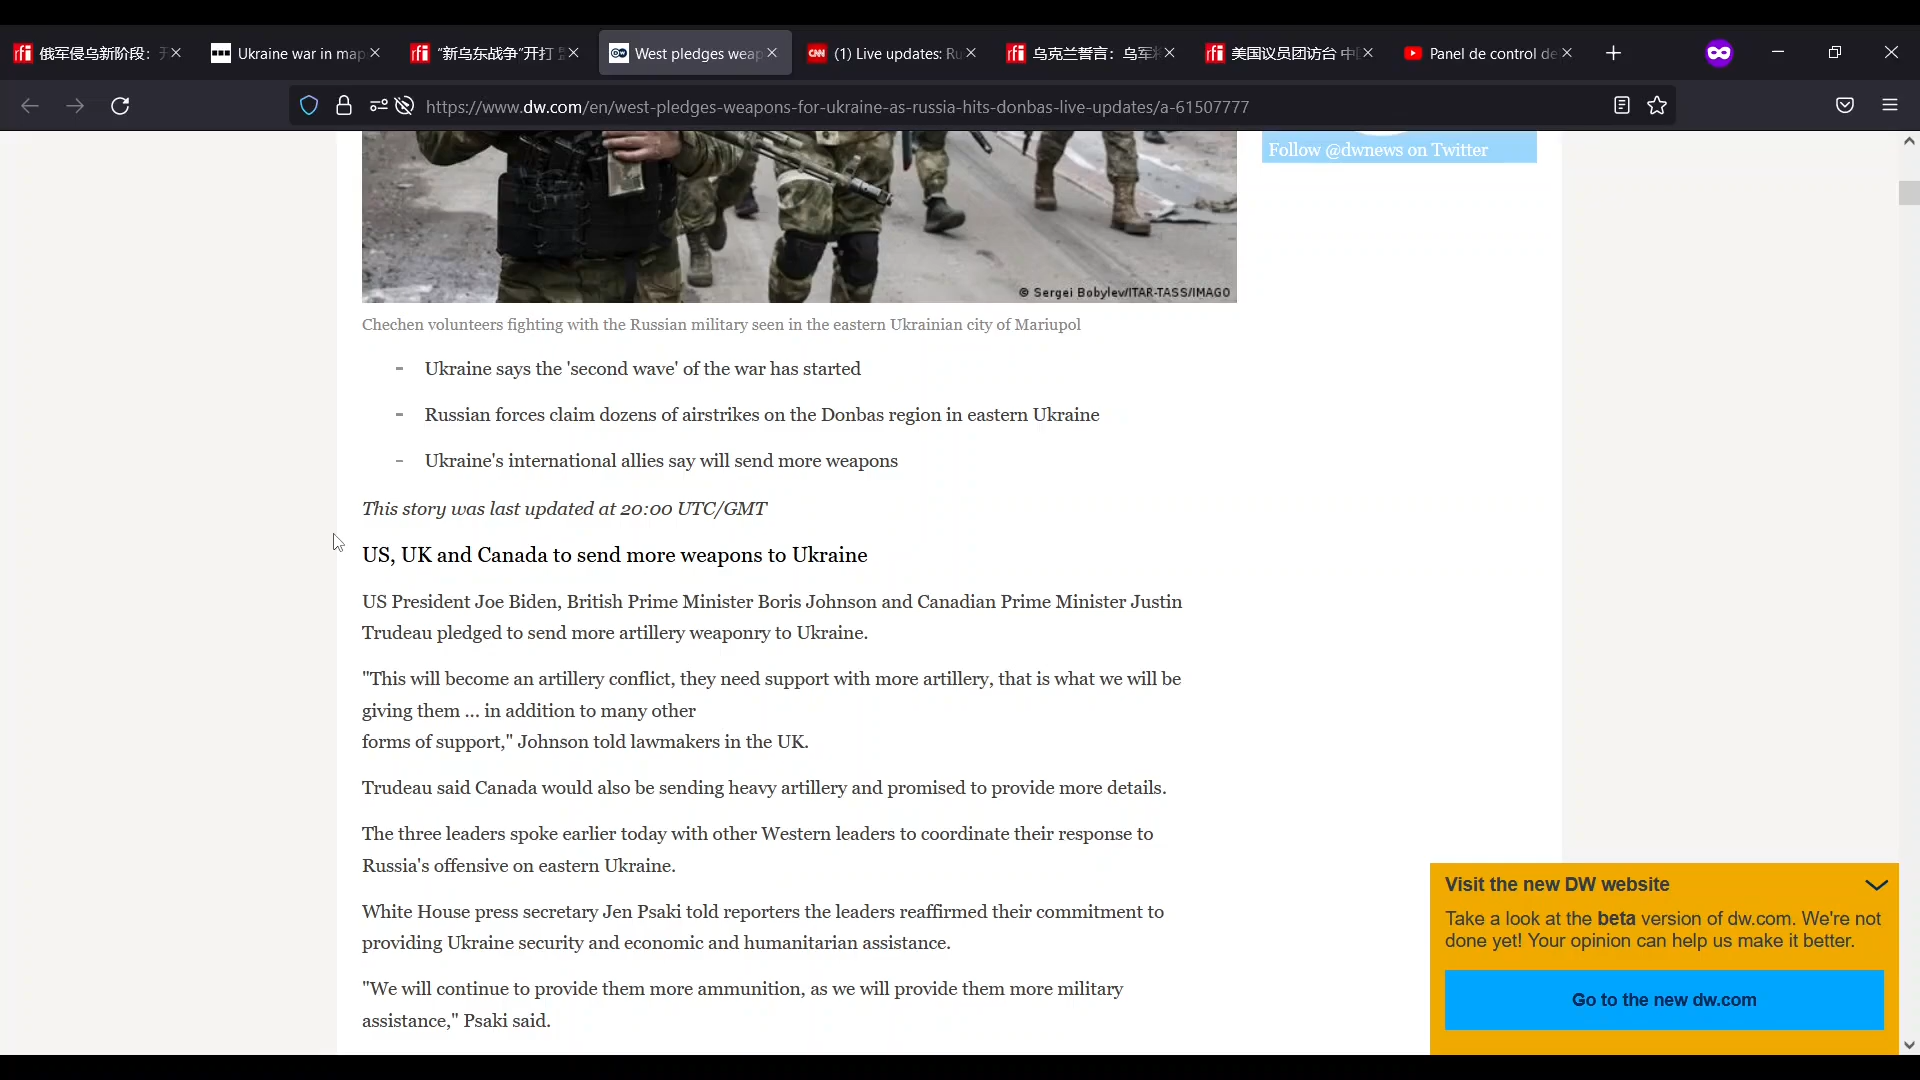 俄军侵乌新阶段：
Ukraine war in map
“新乌东战争”开打
West pledges weap
(1) Live updates: Ru
乌克兰誓言：乌军
美国议员团访台 中
Panel de control de
https://www.dw.com/en/west-pledges-weapons-for-ukraine-as-russia-hits-donbas-live-updates/a-61507777
Follow @dwnews on Twitter
© Sergei Bobylev/ITAR-TASS/IMAGO
Chechen volunteers fighting with the Russian military seen in the eastern Ukrainian city of Mariupol
- Ukraine says the 'second wave' of the war has started
- Russian forces claim dozens of airstrikes on the Donbas region in eastern Ukraine
- Ukraine's international allies say will send more weapons
This story was last updated at 20:00 UTC/GMT
US, UK and Canada to send more weapons to Ukraine
US President Joe Biden, British Prime Minister Boris Johnson and Canadian Prime Minister Justin
Trudeau pledged to send more artillery weaponry to Ukraine.
"This will become an artillery conflict, they need support with more artillery, that is what we will be
giving them ... in addition to many other
forms of support," Johnson told lawmakers in the UK.
Trudeau said Canada would also be sending heavy artillery and promised to provide more details.
The three leaders spoke earlier today with other Western leaders to coordinate their response to
Russia's offensive on eastern Ukraine.
White House press secretary Jen Psaki told reporters the leaders reaffirmed their commitment to
providing Ukraine security and economic and humanitarian assistance.
"We will continue to provide them more ammunition, as we will provide them more military
assistance," Psaki said.
Visit the new DW website
Take a look at the beta version of dw.com. We're not
done yet! Your opinion can help us make it better.
Go to the new dw.com